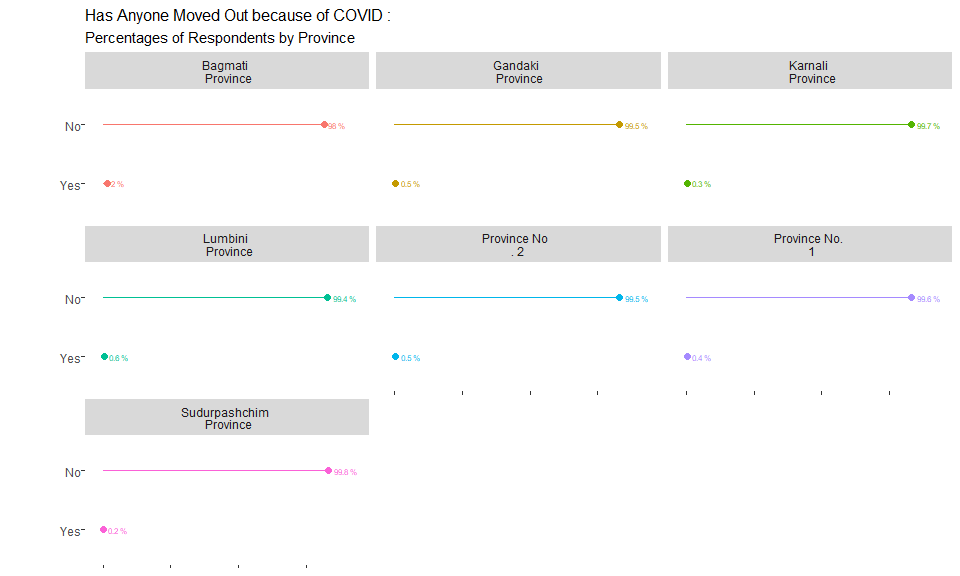 Has Anyone Moved Out because of COVID :
Percentages of Respondents by Province
Bagmati
Province
Gandaki
Province
Karnali
Province
No
98 %
99.5 %
99.7 %
Yes
2 %
0.5 %
0.3 %
Lumbini
Province
Province No
. 2
Province No.
1
No
99.4 %
99.5 %
99.6 %
Yes
0.6 %
0.5 %
0.4 %
Sudurpashchim
Province
No
99.8 %
Yes
0.2 %